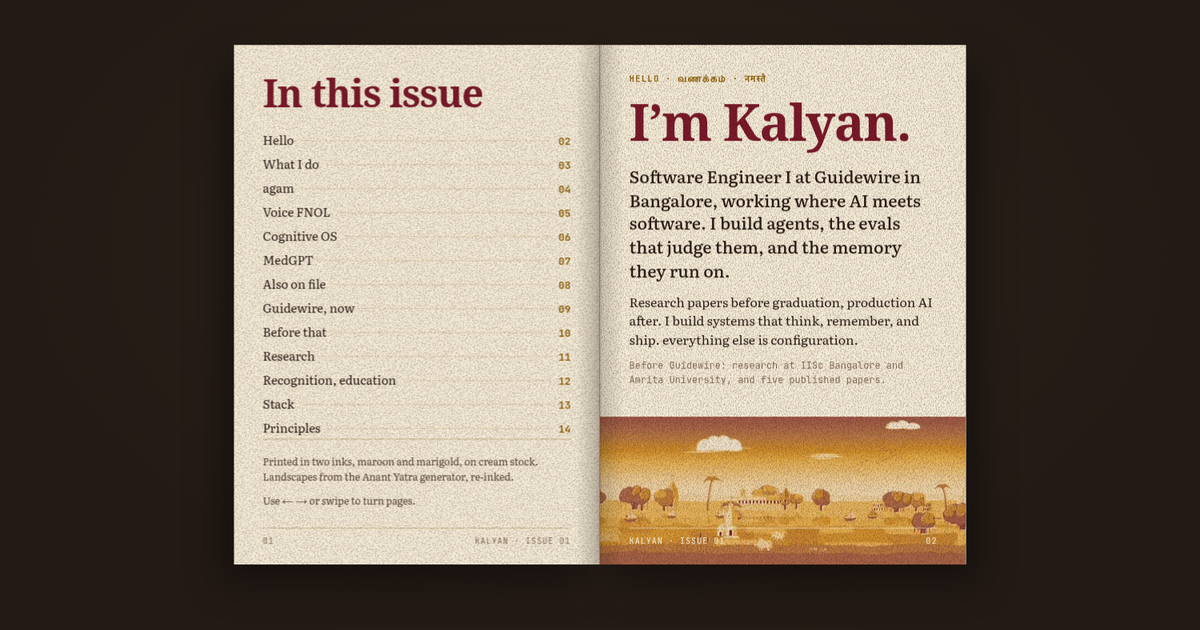 In this issue
Hello 02
What I do 03
agam 04
Voice FNOL 05
Cognitive OS 06
MedGPT 07
Also on file 08
Guidewire, now 09
Before that 10
Research 11
Recognition, education 12
Stack 13
Principles 14
Printed in two inks, maroon and marigold, on cream stock.
Landscapes from the Anant Yatra generator, re-inked.
Use ← → or swipe to turn pages.
01 KALYAN · ISSUE 01
HELLO · வணக்கம் · नमस्ते
I’m Kalyan.
Software Engineer I at Guidewire in
Bangalore, working where AI meets
software. I build agents, the evals
that judge them, and the memory
they run on.
Research papers before graduation, production AI
after. I build systems that think, remember, and
ship. everything else is configuration.
Before Guidewire: research at IISc Bangalore and
Amrita University, and five published papers.
KALYAN · ISSUE 01 02